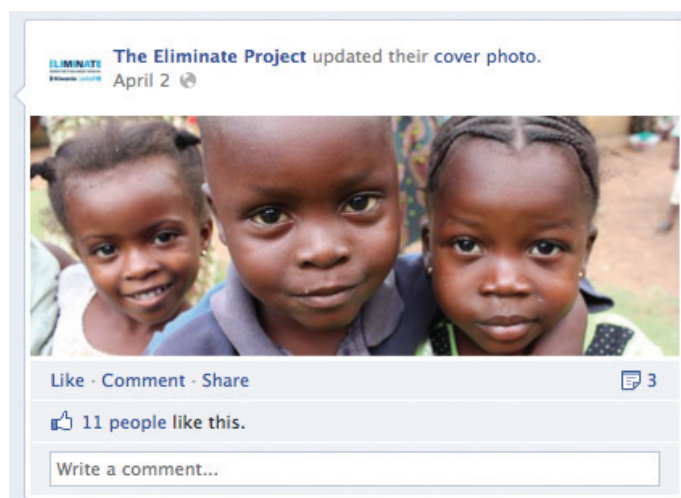 ELIMINATE
The Eliminate Project updated their cover photo.
April 2
Like · Comment · Share
3
11 people like this.
Write a comment...